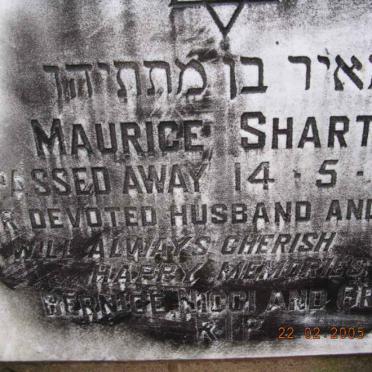 מאיר בן מתתיהו
MAURICE SHART
SSED AWAY 14-5-
R DEVOTED HUSBAND AND
WILL ALWAYS CHERISH
HAPPY MEMORIES
BERNICE NICCI AND
R.I.P.
22 02 2005